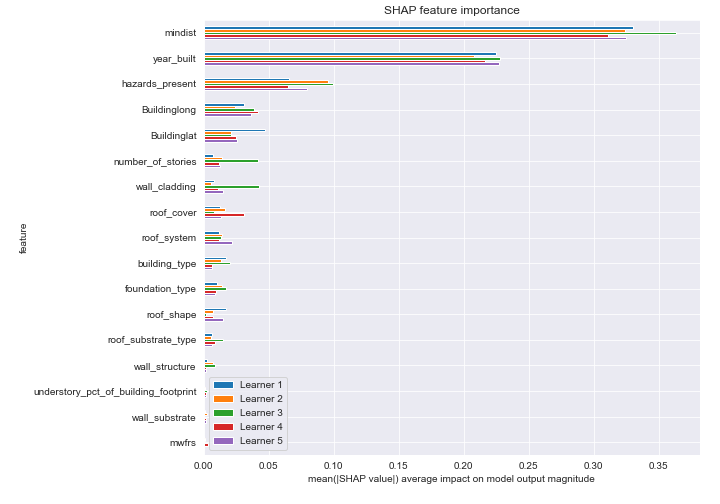 SHAP feature importance
mindist
year_built
hazards_present
Buildinglong
Buildinglat
number_of_stories
wall_cladding
roof_cover
feature
roof_system
building_type
foundation_type
roof_shape
roof_substrate_type
wall_structure
understory_pct_of_building_footprint
wall_substrate
mwfrs
Learner 1
Learner 2
Learner 3
Learner 4
Learner 5
0.00 0.05 0.10 0.15 0.20 0.25 0.30 0.35
mean(|SHAP value|) average impact on model output magnitude